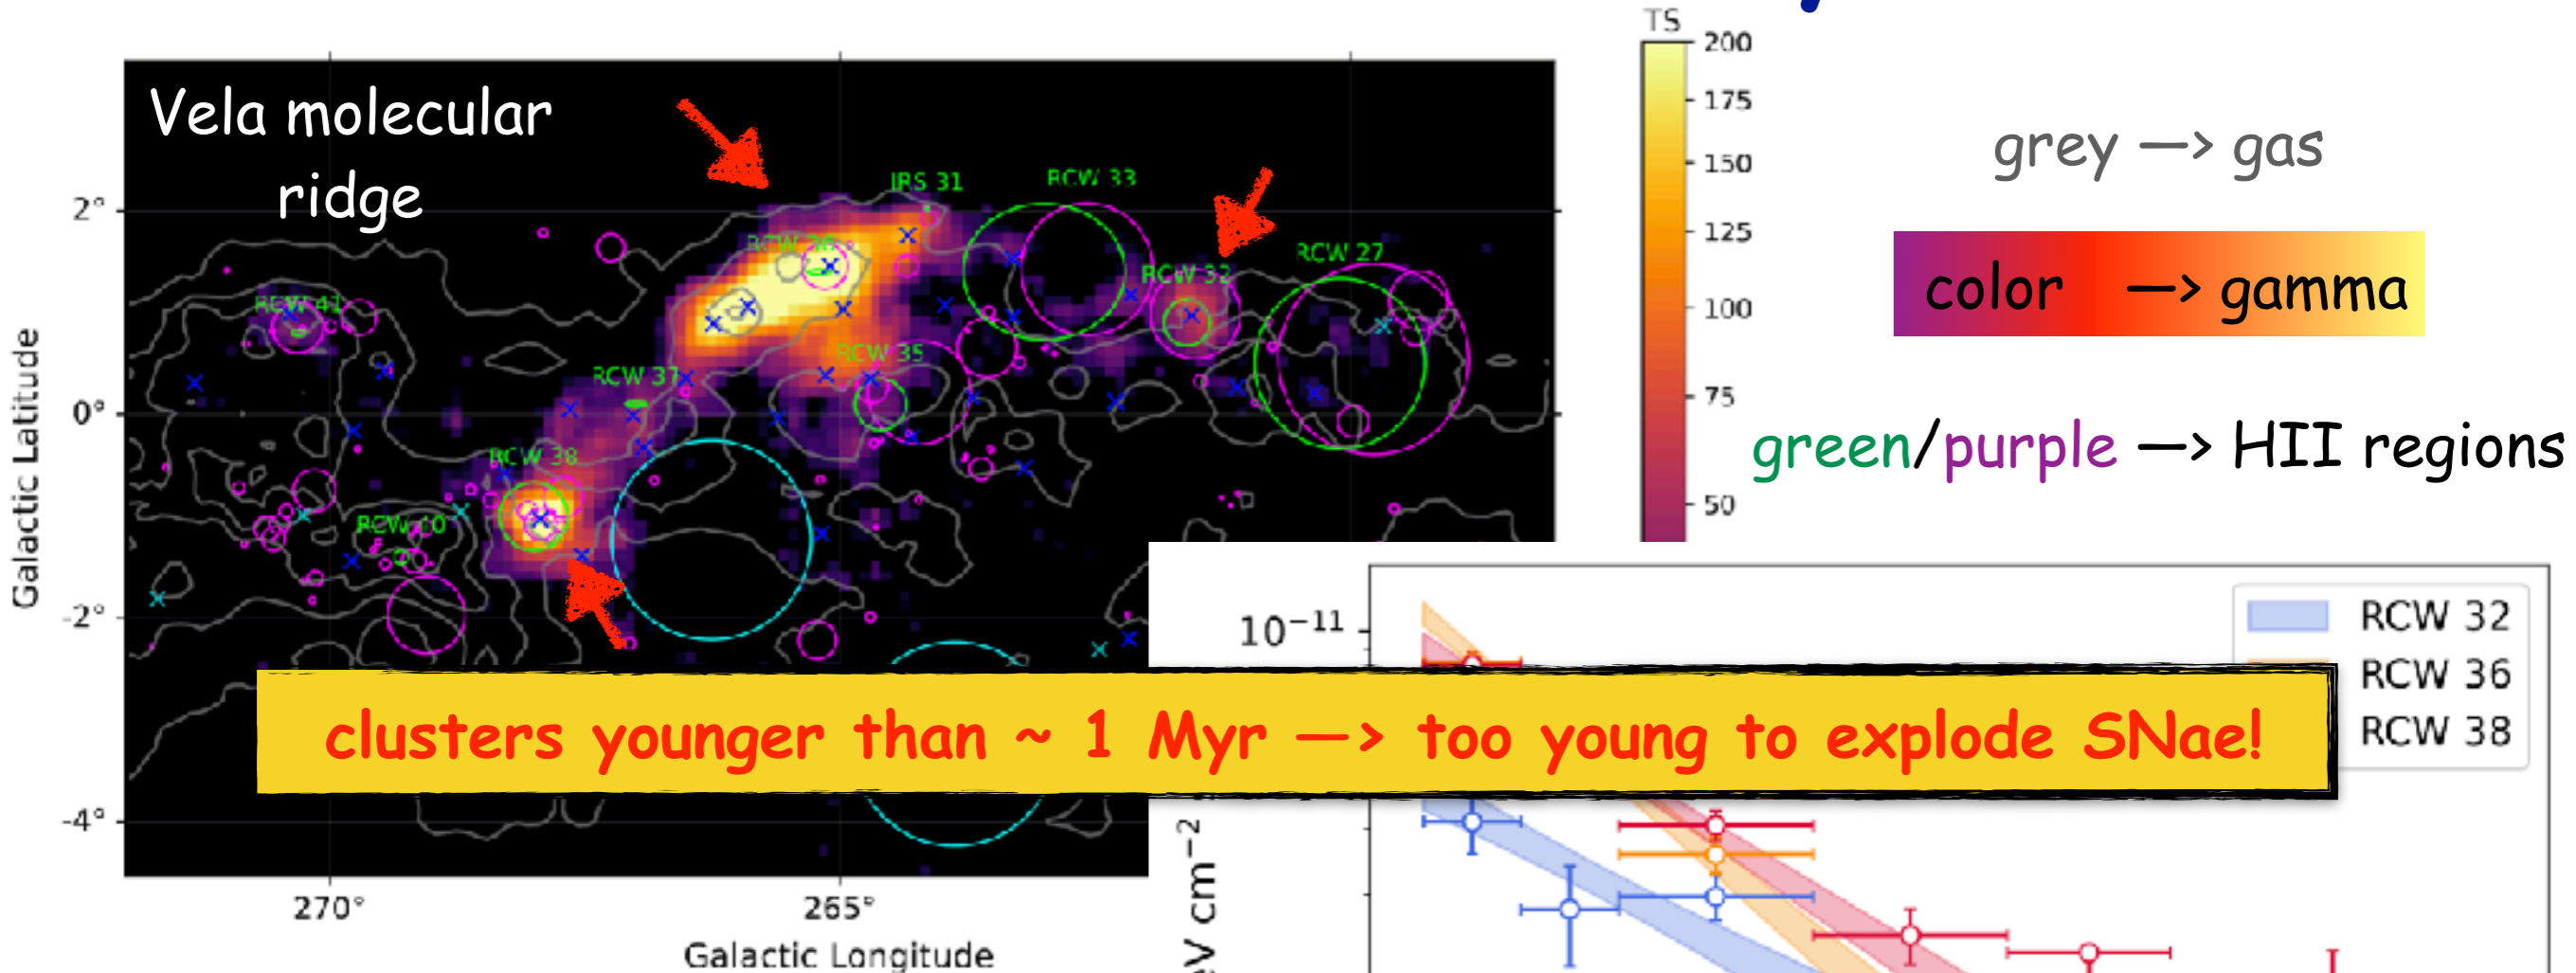 TS
200
175
150
125
100
75
50
Vela molecular
ridge
IRS 31
RCW 33
RCW 36
RCW 32
RCW 27
RCW 41
RCW 35
RCW 37
RCW 38
RCW 40
2°
0°
-2°
-4°
Galactic Latitude
270°
265°
Galactic Longitude
grey —> gas
color —> gamma
green/purple —> HII regions
10⁻¹¹
RCW 32
RCW 36
RCW 38
clusters younger than ~ 1 Myr —> too young to explode SNae!
eV cm⁻²